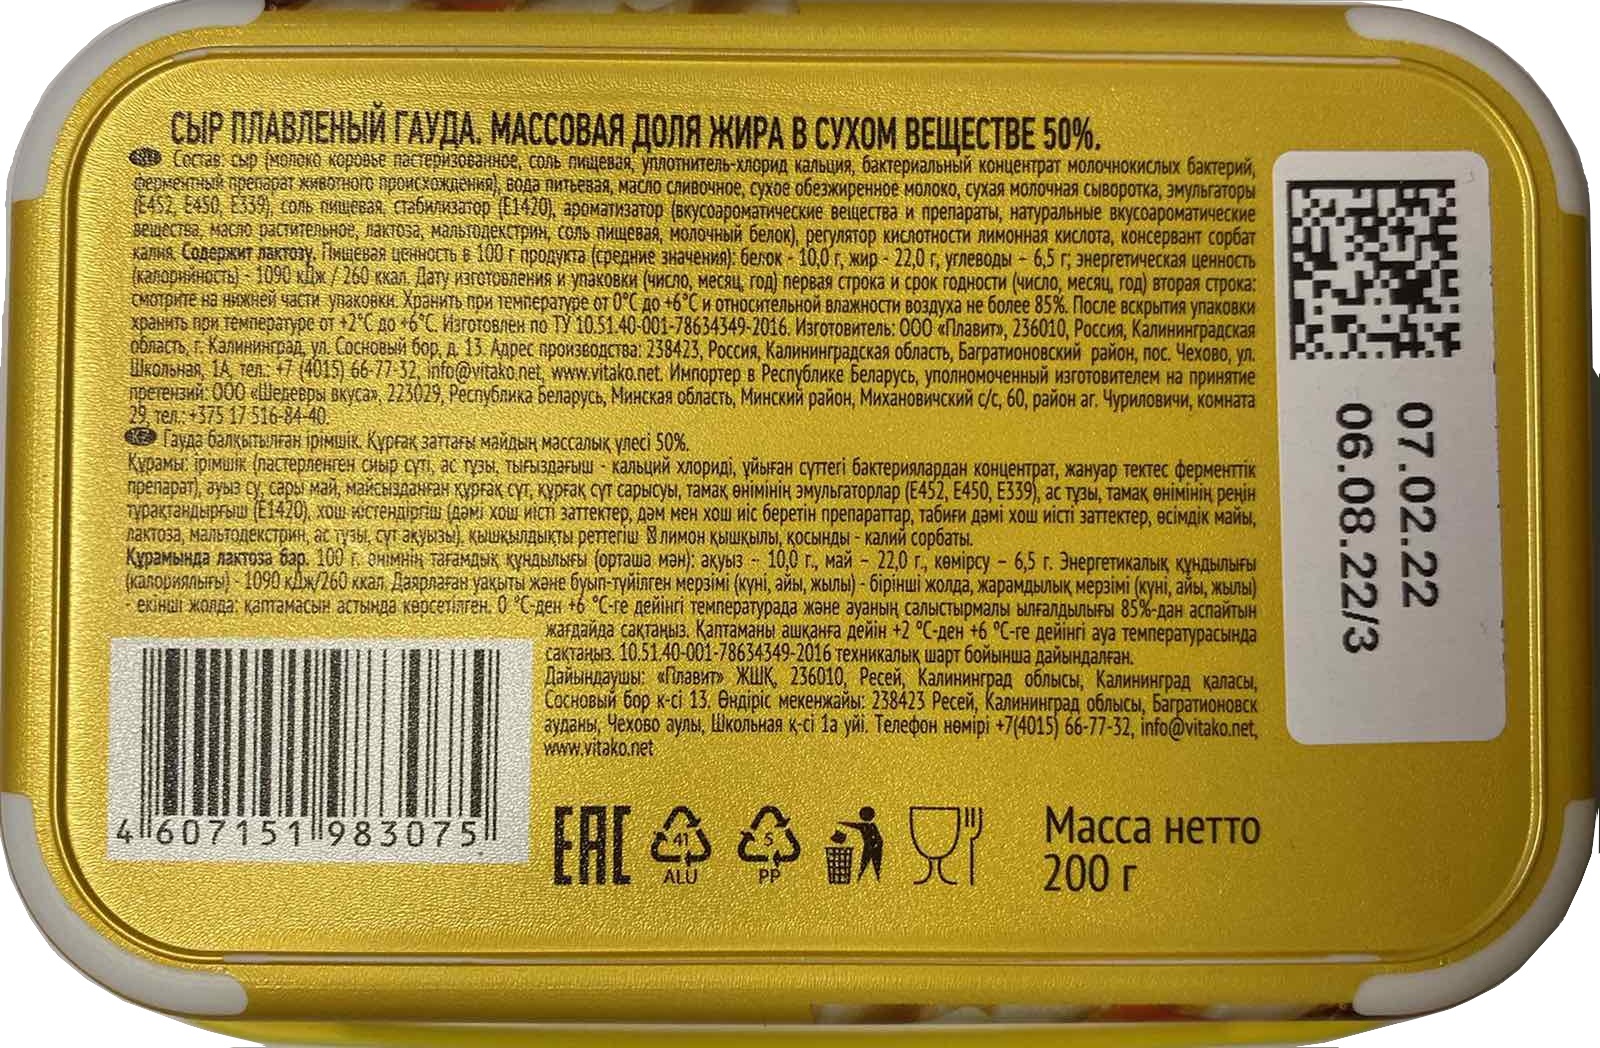 СЫР ПЛАВЛЕНЫЙ ГАУДА. МАССОВАЯ ДОЛЯ ЖИРА В СУХОМ ВЕЩЕСТВЕ 50%.
Состав: сыр (молоко коровье пастеризованное, соль пищевая, уплотнитель-хлорид кальция, бактериальный концентрат молочнокислых бактерий,
ферментный препарат животного происхождения), вода питьевая, масло сливочное, сухое обезжиренное молоко, сухая молочная сыворотка, эмульгаторы
(Е452, Е450, Е339), соль пищевая, стабилизатор (Е1420), ароматизатор (вкусоароматические вещества и препараты, натуральные вкусоароматические
вещества, масло растительное, лактоза, мальтодекстрин, соль пищевая, молочный белок), регулятор кислотности лимонная кислота, консервант сорбат
калия. Содержит лактозу. Пищевая ценность в 100 г продукта (средние значения): белок - 10,0 г, жир - 22,0 г, углеводы – 6,5 г; энергетическая ценность
(калорийность) - 1090 кДж / 260 ккал. Дату изготовления и упаковки (число, месяц, год) первая строка и срок годности (число, месяц, год) вторая строка:
смотрите на нижней части упаковки. Хранить при температуре от 0°С до +6°С и относительной влажности воздуха не более 85%. После вскрытия упаковки
хранить при температуре от +2°С до +6°С. Изготовлен по ТУ 10.51.40-001-78634349-2016. Изготовитель: ООО «Плавит», 236010, Россия, Калининградская
область, г. Калининград, ул. Сосновый бор, д. 13. Адрес производства: 238423, Россия, Калининградская область, Багратионовский район, пос. Чехово, ул.
Школьная, 1А, тел.: +7 (4015) 66-77-32, info@vitako.net, www.vitako.net. Импортер в Республике Беларусь, уполномоченный изготовителем на принятие
претензий: ООО «Шедевры вкуса», 223029, Республика Беларусь, Минская область, Минский район, Михановичский с/с, 60, район аг. Чуриловичи, комната
29, тел.: +375 17 516-84-40.
KZ Гауда балқытылған ірімшік. Құрғақ заттағы майдың массалық үлесі 50%.
Құрамы: ірімшік (пастерленген сиыр сүті, ас тұзы, тығыздағыш - кальций хлориді, ұйыған сүттегі бактериялардан концентрат, жануар тектес ферменттік
препарат), ауыз су, сары май, майсызданған құрғақ сүт, құрғақ сүт сарысуы, тамақ өнімінің эмульгаторлар (Е452, Е450, Е339), ас тұзы, тамақ өнімінің реңін
тұрақтандырғыш (Е1420), хош иістендіргіш (дәмі хош иісті заттектер, дәм мен хош иіс беретін препараттар, табиғи дәмі хош иісті заттектер, өсімдік майы,
лактоза, мальтодекстрин, ас тұзы, сүт ақуызы), қышқылдықты реттегіш лимон қышқылы, қосынды - калий сорбаты.
Құрамында лактоза бар. 100 г. өнімнің тағамдық құндылығы (орташа мән): ақуыз – 10,0 г., май – 22,0 г., көмірсу – 6,5 г. Энергетикалық құндылығы
(калориялығы) - 1090 кДж/260 ккал. Даярлаған уақыты және буып-түйілген мерзімі (күні, айы, жылы) - бірінші жолда, жарамдылық мерзімі (күні, айы, жылы)
- екінші жолда: қаптамасын астында көрсетілген. 0 °С-ден +6 °С-ге дейінгі температурада және ауаның салыстырмалы ылғалдылығы 85%-дан аспайтын
жағдайда сақтаңыз. Қаптаманы ашқанға дейін +2 °С-ден +6 °С-ге дейінгі ауа температурасында
сақтаңыз. 10.51.40-001-78634349-2016 техникалық шарт бойынша дайындалған.
Дайындаушы: «Плавит» ЖШК, 236010, Ресей, Калининград облысы, Калининград қаласы,
Сосновый бор к-сі 13. Өндіріс мекенжайы: 238423 Ресей, Калининград облысы, Багратионовск
ауданы, Чехово аулы, Школьная қ-сі 1а уйі. Телефон нөмірі +7(4015) 66-77-32, info@vitako.net,
www.vitako.net
4 607151 983075
EAC
41
ALU
5
PP
Масса нетто
200 г
07.02.22
06.08.22/3